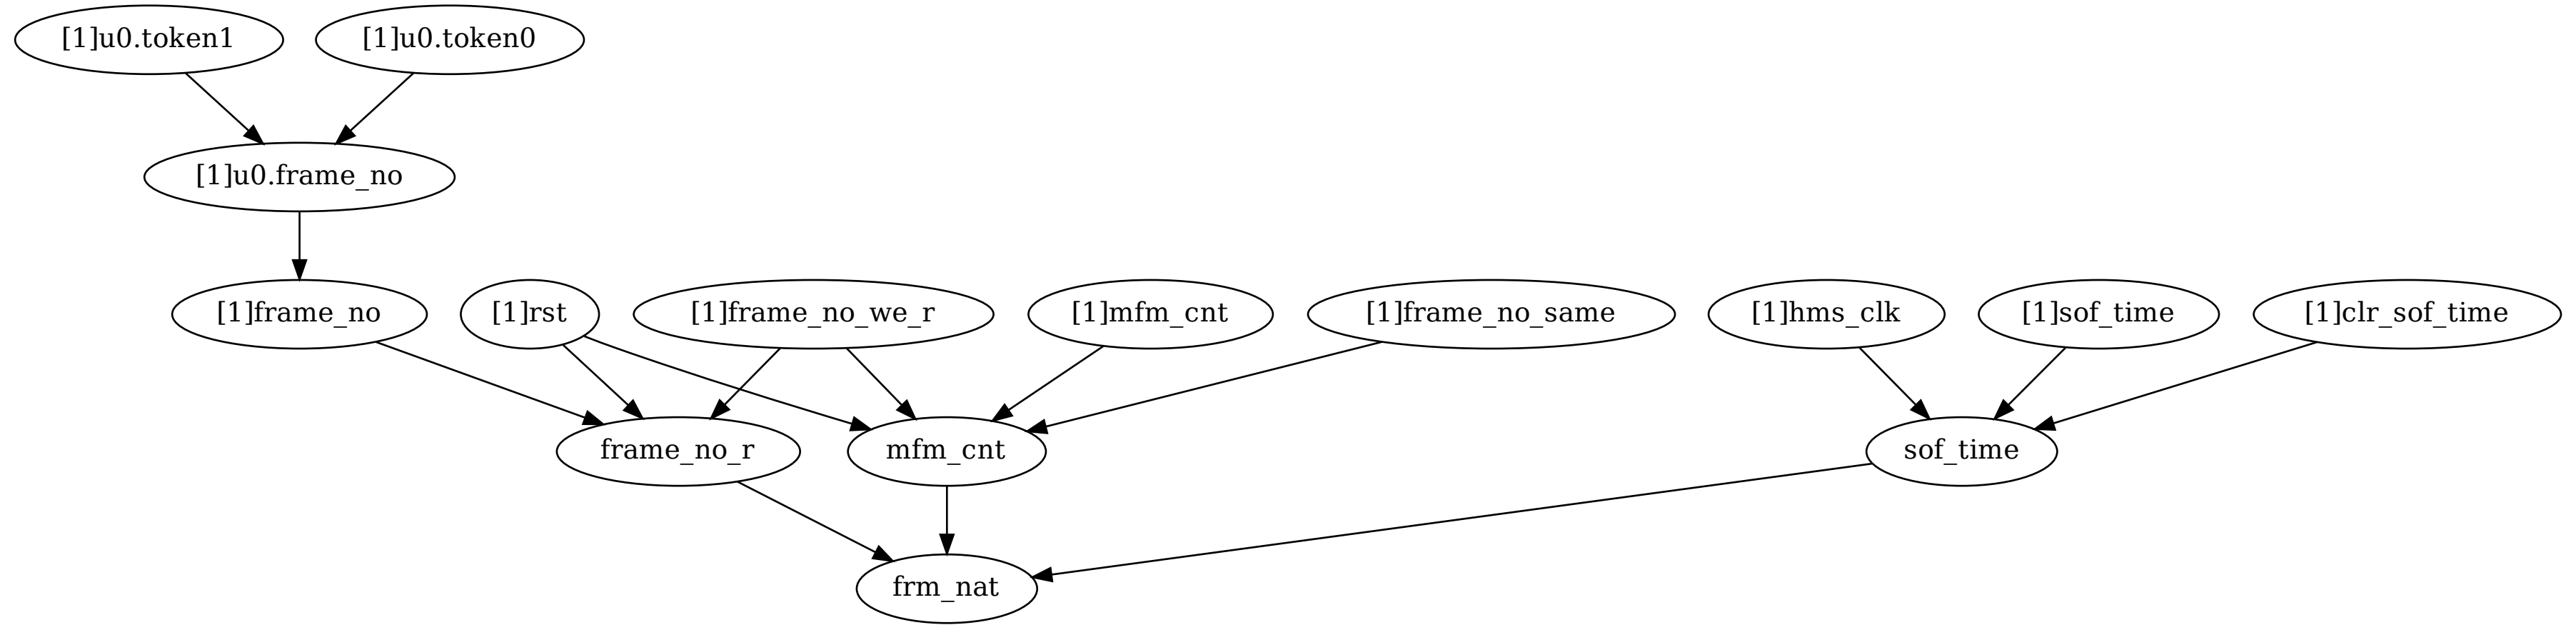 [1]u0.token1
[1]u0.token0
[1]u0.frame_no
[1]frame_no
[1]rst
[1]frame_no_we_r
[1]mfm_cnt
[1]frame_no_same
[1]hms_clk
[1]sof_time
[1]clr_sof_time
frame_no_r
mfm_cnt
sof_time
frm_nat